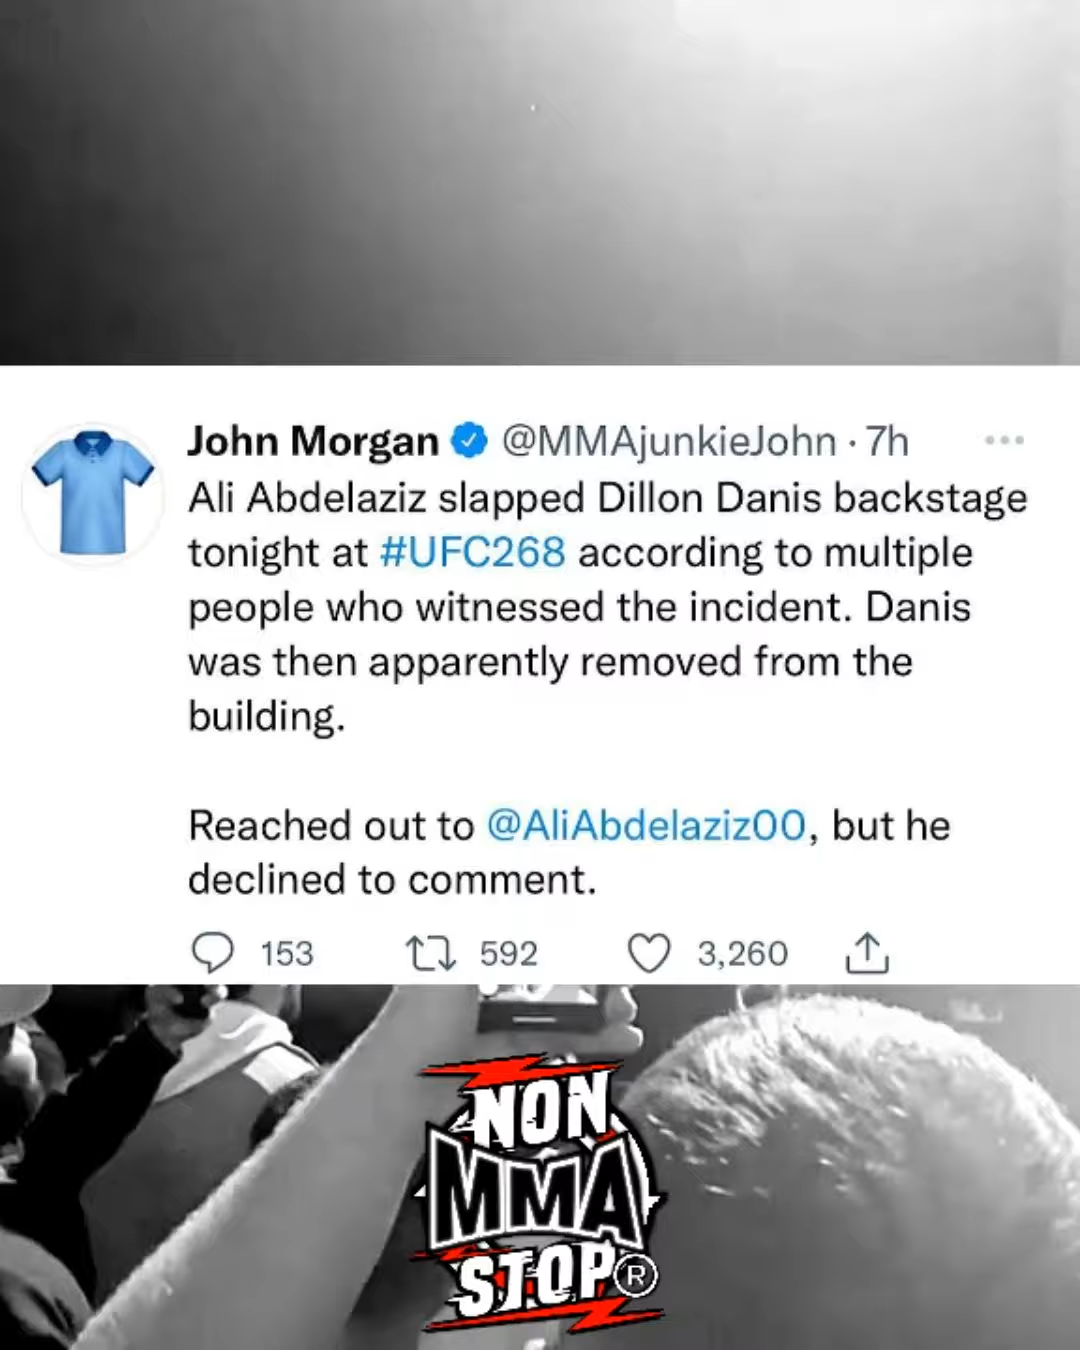 John Morgan @MMAjunkieJohn · 7h
Ali Abdelaziz slapped Dillon Danis backstage
tonight at #UFC268 according to multiple
people who witnessed the incident. Danis
was then apparently removed from the
building.
Reached out to @AliAbdelaziz00, but he
declined to comment.
153 592 3,260
NON
MMA
STOP®